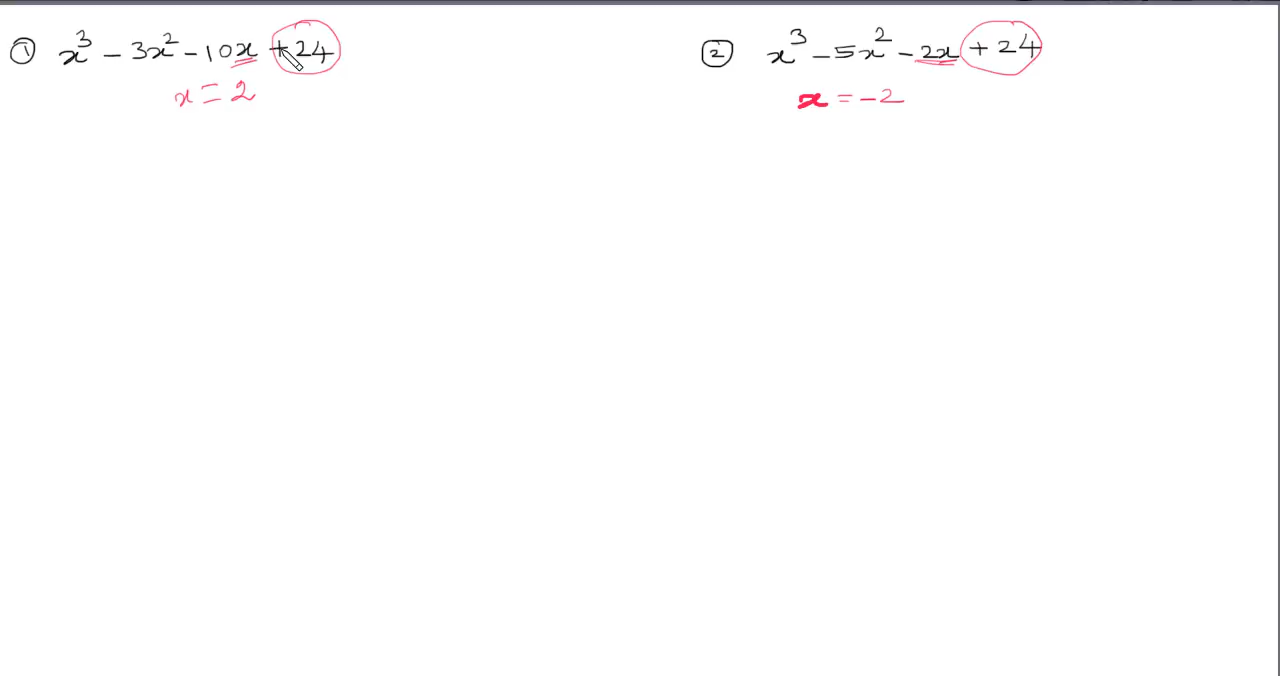 ① x³ - 3x² - 10x + 24
x = 2
② x³ - 5x² - 2x + 24
x = -2